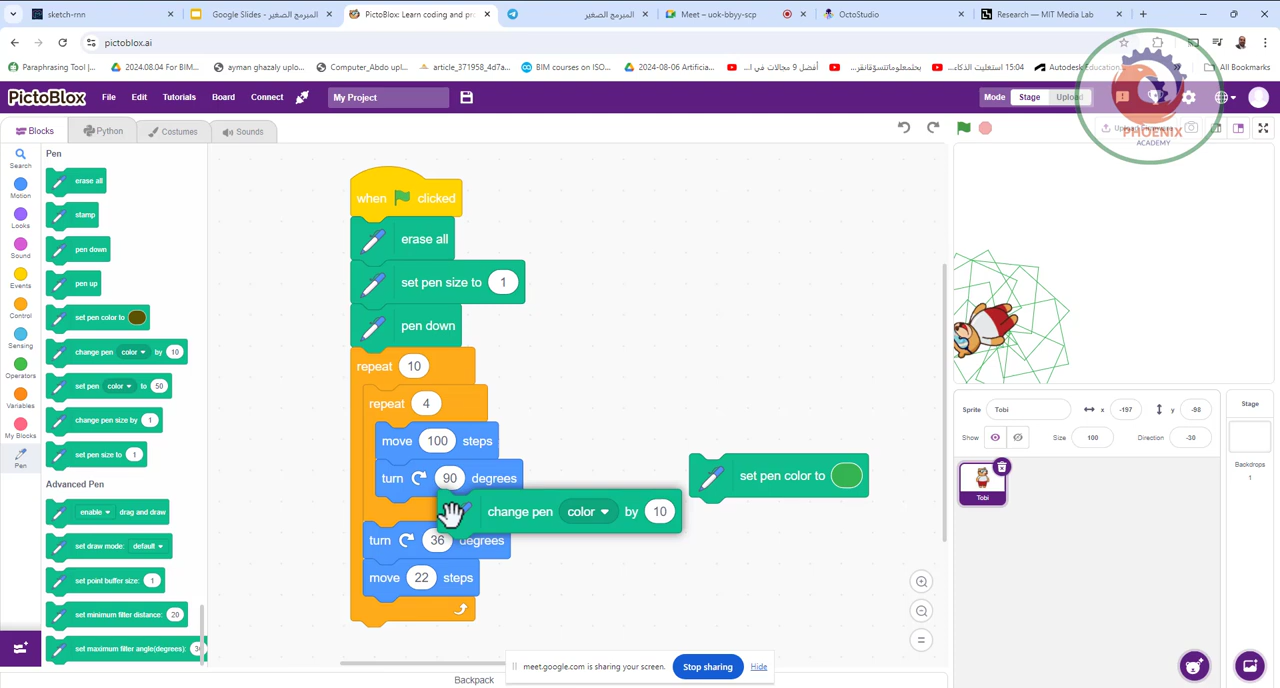 sketch-rnn
Google Slides - المبرمج الصغير
PictoBlox: Learn coding and pro
المبرمج الصغير
Meet – uok-bbyy-scp
OctoStudio
Research — MIT Media Lab
pictoblox.ai
Paraphrasing Tool |...
2024.08.04 For BIM...
ayman ghazaly uplo...
Computer_Abdo upl...
article_371958_4d7a...
BIM courses on ISO...
2024-08-06 Artificia...
أفضل 9 مجالات في ا...
Autodesk Education
All Bookmarks
PictoBlox
File
Edit
Tutorials
Board
Connect
My Project
Mode
Stage
Upload
PHOENIX
ACADEMY
Blocks
Python
Costumes
Sounds
Search
Motion
Looks
Sound
Events
Control
Sensing
Operators
Variables
My Blocks
Pen
Pen
erase all
stamp
pen down
pen up
set pen color to
change pen color by 10
set pen color to 50
change pen size by 1
set pen size to 1
Advanced Pen
enable drag and draw
set draw mode: default
set point buffer size: 1
set minimum filter distance: 20
set maximum filter angle(degrees):
when clicked
erase all
set pen size to 1
pen down
repeat 10
repeat 4
move 100 steps
turn 90 degrees
change pen color by 10
turn 36 degrees
move 22 steps
set pen color to
Backpack
Sprite
Tobi
x
-197
y
-98
Show
Size
100
Direction
-30
Tobi
Stage
Backdrops
1
meet.google.com is sharing your screen.
Stop sharing
Hide